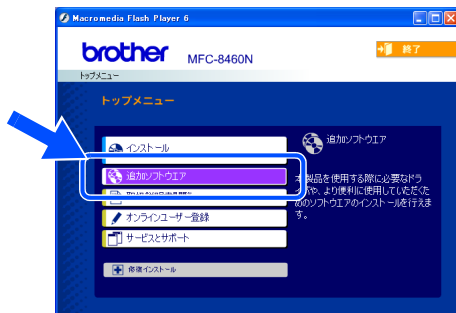 Macromedia Flash Player 6
brother
MFC-8460N
終了
トップメニュー
トップメニュー
インストール
追加ソフトウエア
オンラインユーザー登録
サービスとサポート
修復インストール
追加ソフトウエア
本製品を使用する際に必要なドラ
イバや、より便利に使用していただくた
めのソフトウエアのインストールを行えま
す。